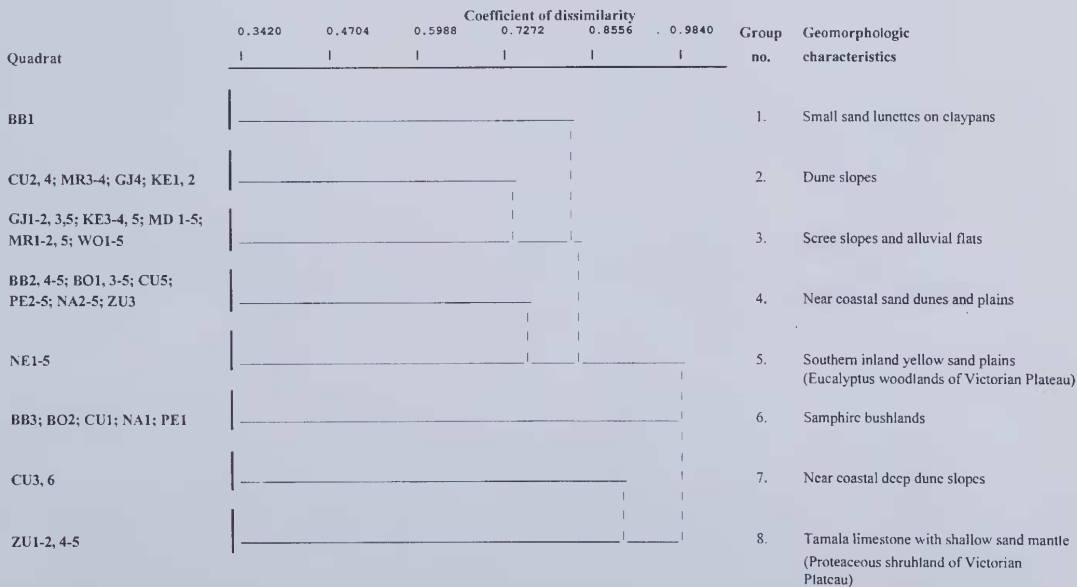 Coefficient of dissimilarity
0.3420 0.4704 0.5988 0.7272 0.8556 . 0.9840 Group Geomorphologic
Quadrat no. characteristics
BB1 1. Small sand lunettes on claypans
CU2, 4; MR3-4; GJ4; KE1, 2 2. Dune slopes
GJ1-2, 3,5; KE3-4, 5; MD 1-5;
MR1-2, 5; WO1-5 3. Scree slopes and alluvial flats
BB2, 4-5; BO1, 3-5; CU5;
PE2-5; NA2-5; ZU3 4. Near coastal sand dunes and plains
NE1-5 5. Southern inland yellow sand plains
(Eucalyptus woodlands of Victorian Plateau)
BB3; BO2; CU1; NA1; PE1 6. Samphire bushlands
CU3, 6 7. Near coastal deep dune slopes
ZU1-2, 4-5 8. Tamala limestone with shallow sand mantle
(Proteaceous shruhland of Victorian
Plateau)